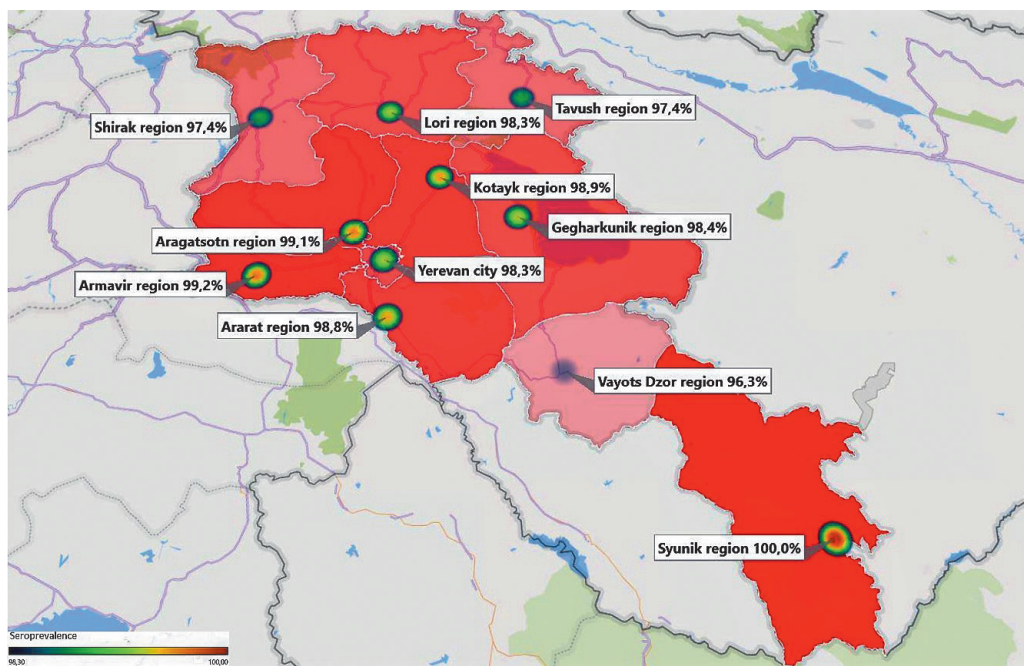 Tavush region 97,4%
Shirak region 97,4%
Lori region 98,3%
Kotayk region 98,9%
Gegharkunik region 98,4%
Aragatsotn region 99,1%
Yerevan city 98,3%
Armavir region 99,2%
Ararat region 98,8%
Vayots Dzor region 96,3%
Syunik region 100,0%
Seroprevalence
96,30 100,00